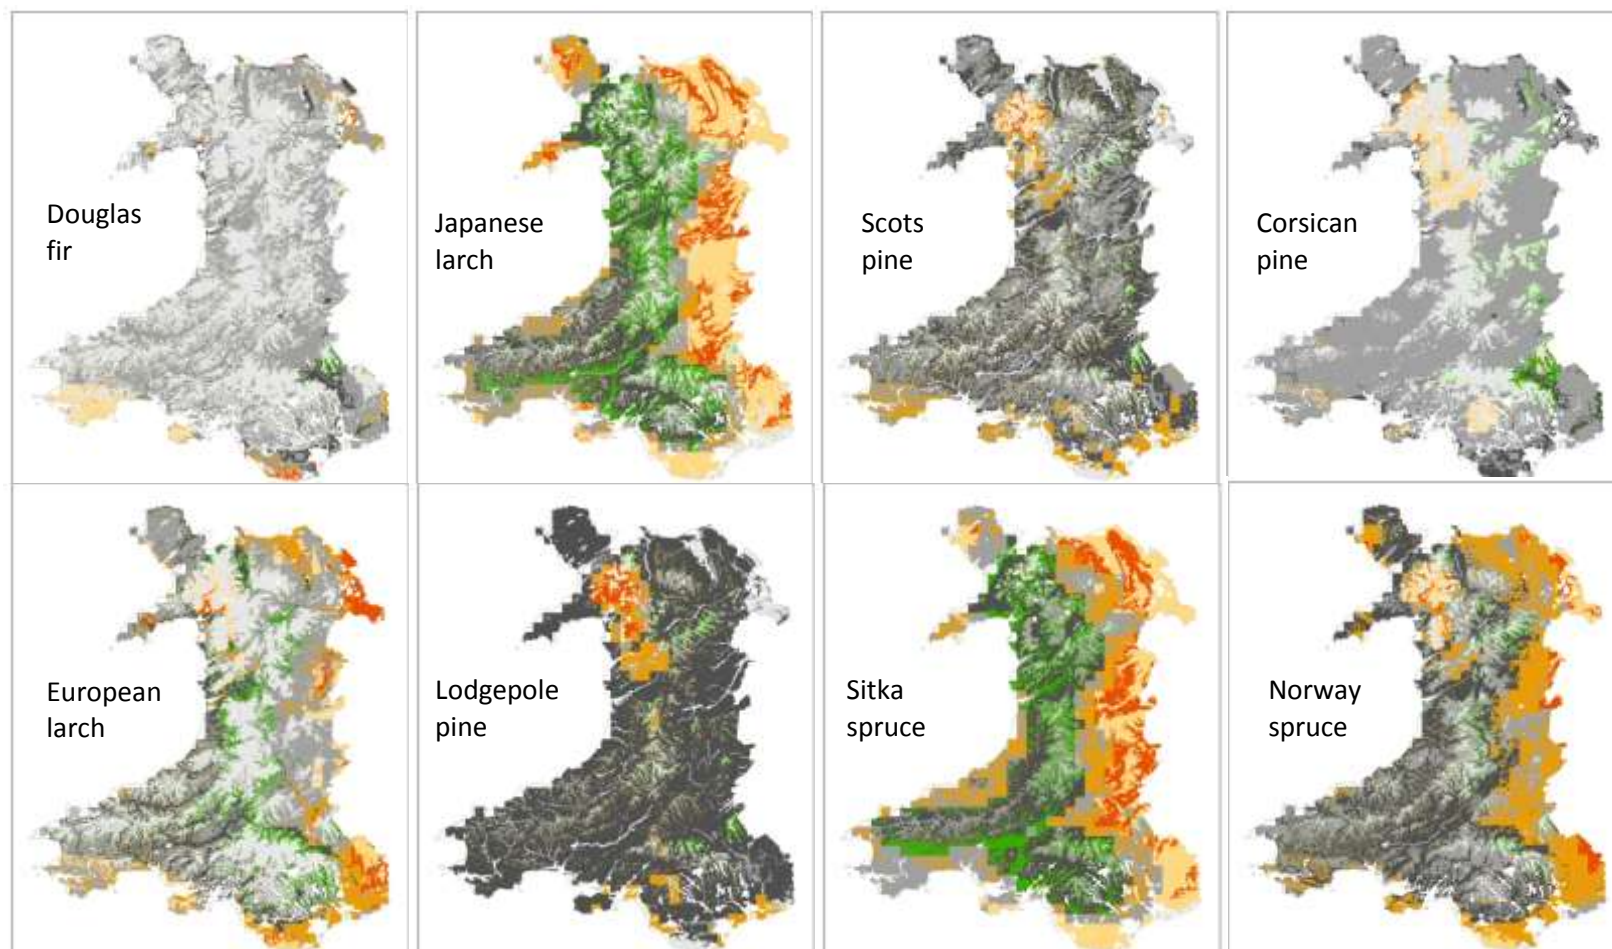 Douglas
fir
Japanese
larch
Scots
pine
Corsican
pine
European
larch
Lodgepole
pine
Sitka
spruce
Norway
spruce